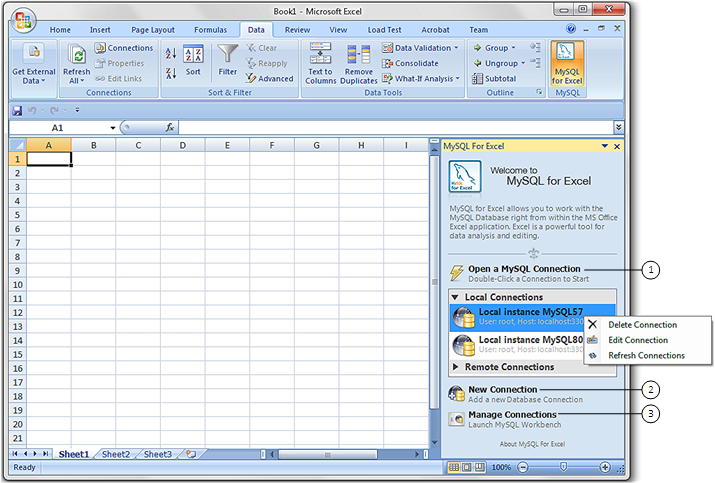 Book1 - Microsoft Excel
Home Insert Page Layout Formulas Data Review View Load Test Acrobat Team
Get External Data
Refresh All
Connections
Properties
Edit Links
Connections
Sort
Filter
Clear
Reapply
Advanced
Sort & Filter
Text to Columns
Remove Duplicates
Data Validation
Consolidate
What-If Analysis
Data Tools
Group
Ungroup
Subtotal
Outline
MySQL for Excel
MySQL
A1
fx
A B C D E F G H I
1
2
3
4
5
6
7
8
9
10
11
12
13
14
15
16
17
18
19
20
21
MySQL For Excel
Welcome to
MySQL for Excel
MySQL for Excel allows you to work with the
MySQL Database right from within the MS Office
Excel application. Excel is a powerful tool for
data analysis and editing.
Open a MySQL Connection
Double-Click a Connection to Start
1
Local Connections
Local instance MySQL57
User: root, Host: localhost:330
Local instance MySQL80
User: root, Host: localhost:330
Remote Connections
Delete Connection
Edit Connection
Refresh Connections
New Connection
Add a new Database Connection
2
Manage Connections
Launch MySQL Workbench
3
About MySQL For Excel
Sheet1 Sheet2 Sheet3
Ready
100%